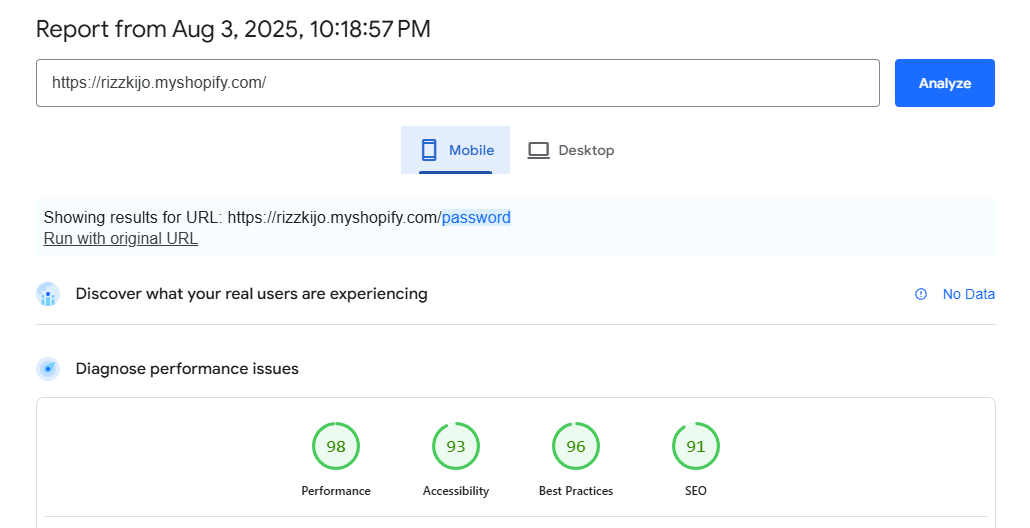 Report from Aug 3, 2025, 10:18:57 PM
https://rizzkijo.myshopify.com/
Analyze
Mobile
Desktop
Showing results for URL: https://rizzkijo.myshopify.com/password
Run with original URL
Discover what your real users are experiencing
No Data
Diagnose performance issues
98
93
96
91
Performance
Accessibility
Best Practices
SEO